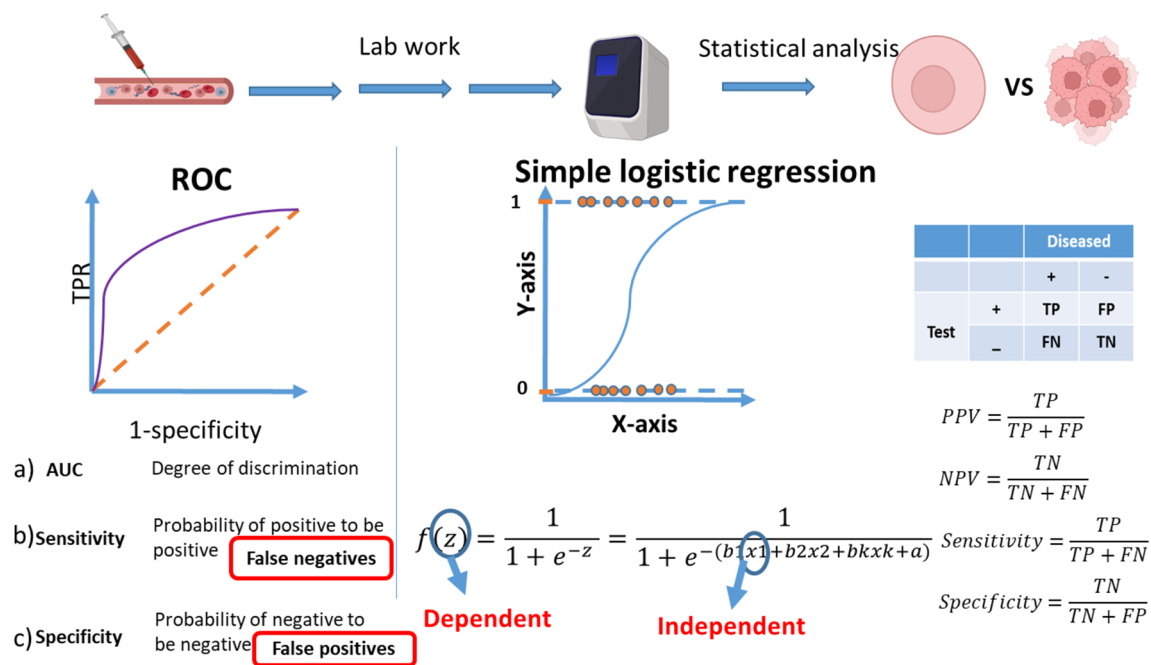 Lab work
Statistical analysis
VS
ROC
TPR
1-specificity
a) AUC Degree of discrimination
b) Sensitivity Probability of positive to be
positive False negatives
c) Specificity Probability of negative to
be negative False positives
Simple logistic regression
1
Y-axis
0
X-axis
f(z) = 1 / 1 + e^-z = 1 / 1 + e^-(b1x1+b2x2+bkxk+a)
Dependent
Independent
Diseased
+ -
Test + TP FP
_ FN TN
PPV = TP / TP + FP
NPV = TN / TN + FN
Sensitivity = TP / TP + FN
Specificity = TN / TN + FP